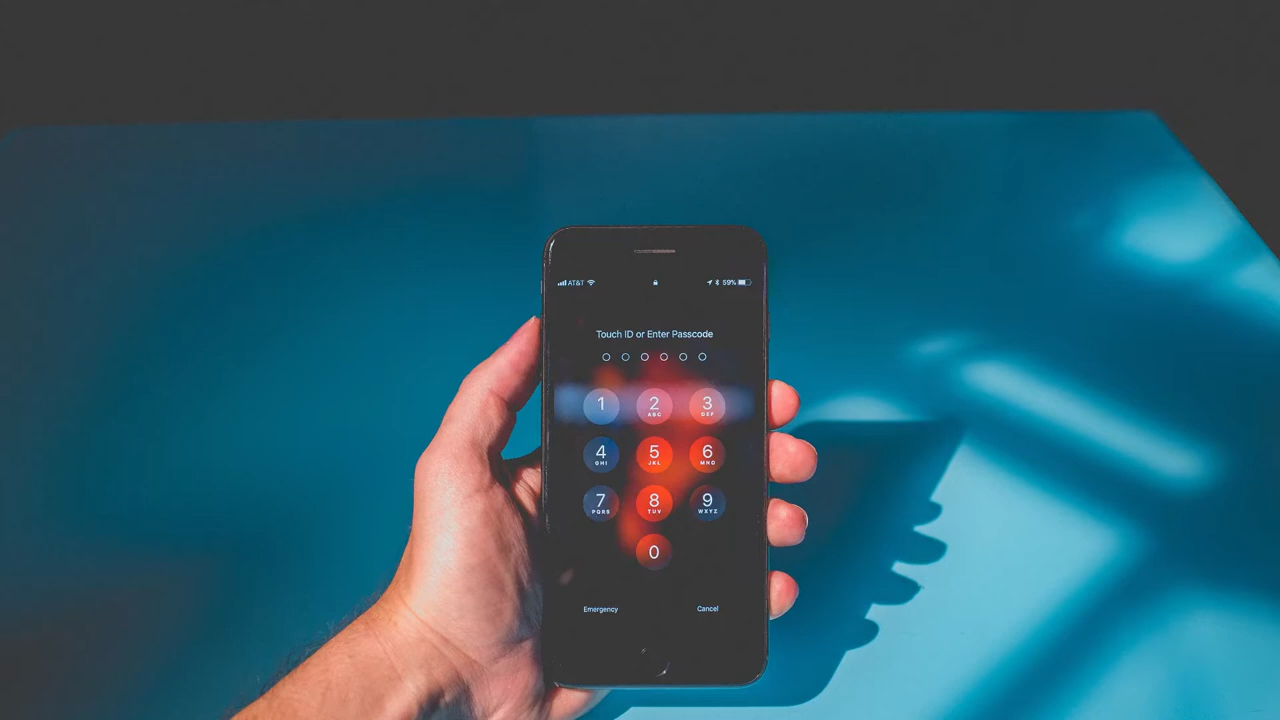 AT&T 59%
Touch ID or Enter Passcode
1 2 3
ABC DEF
4 5 6
GHI JKL MNO
7 8 9
PQRS TUV WXYZ
0
Emergency Cancel